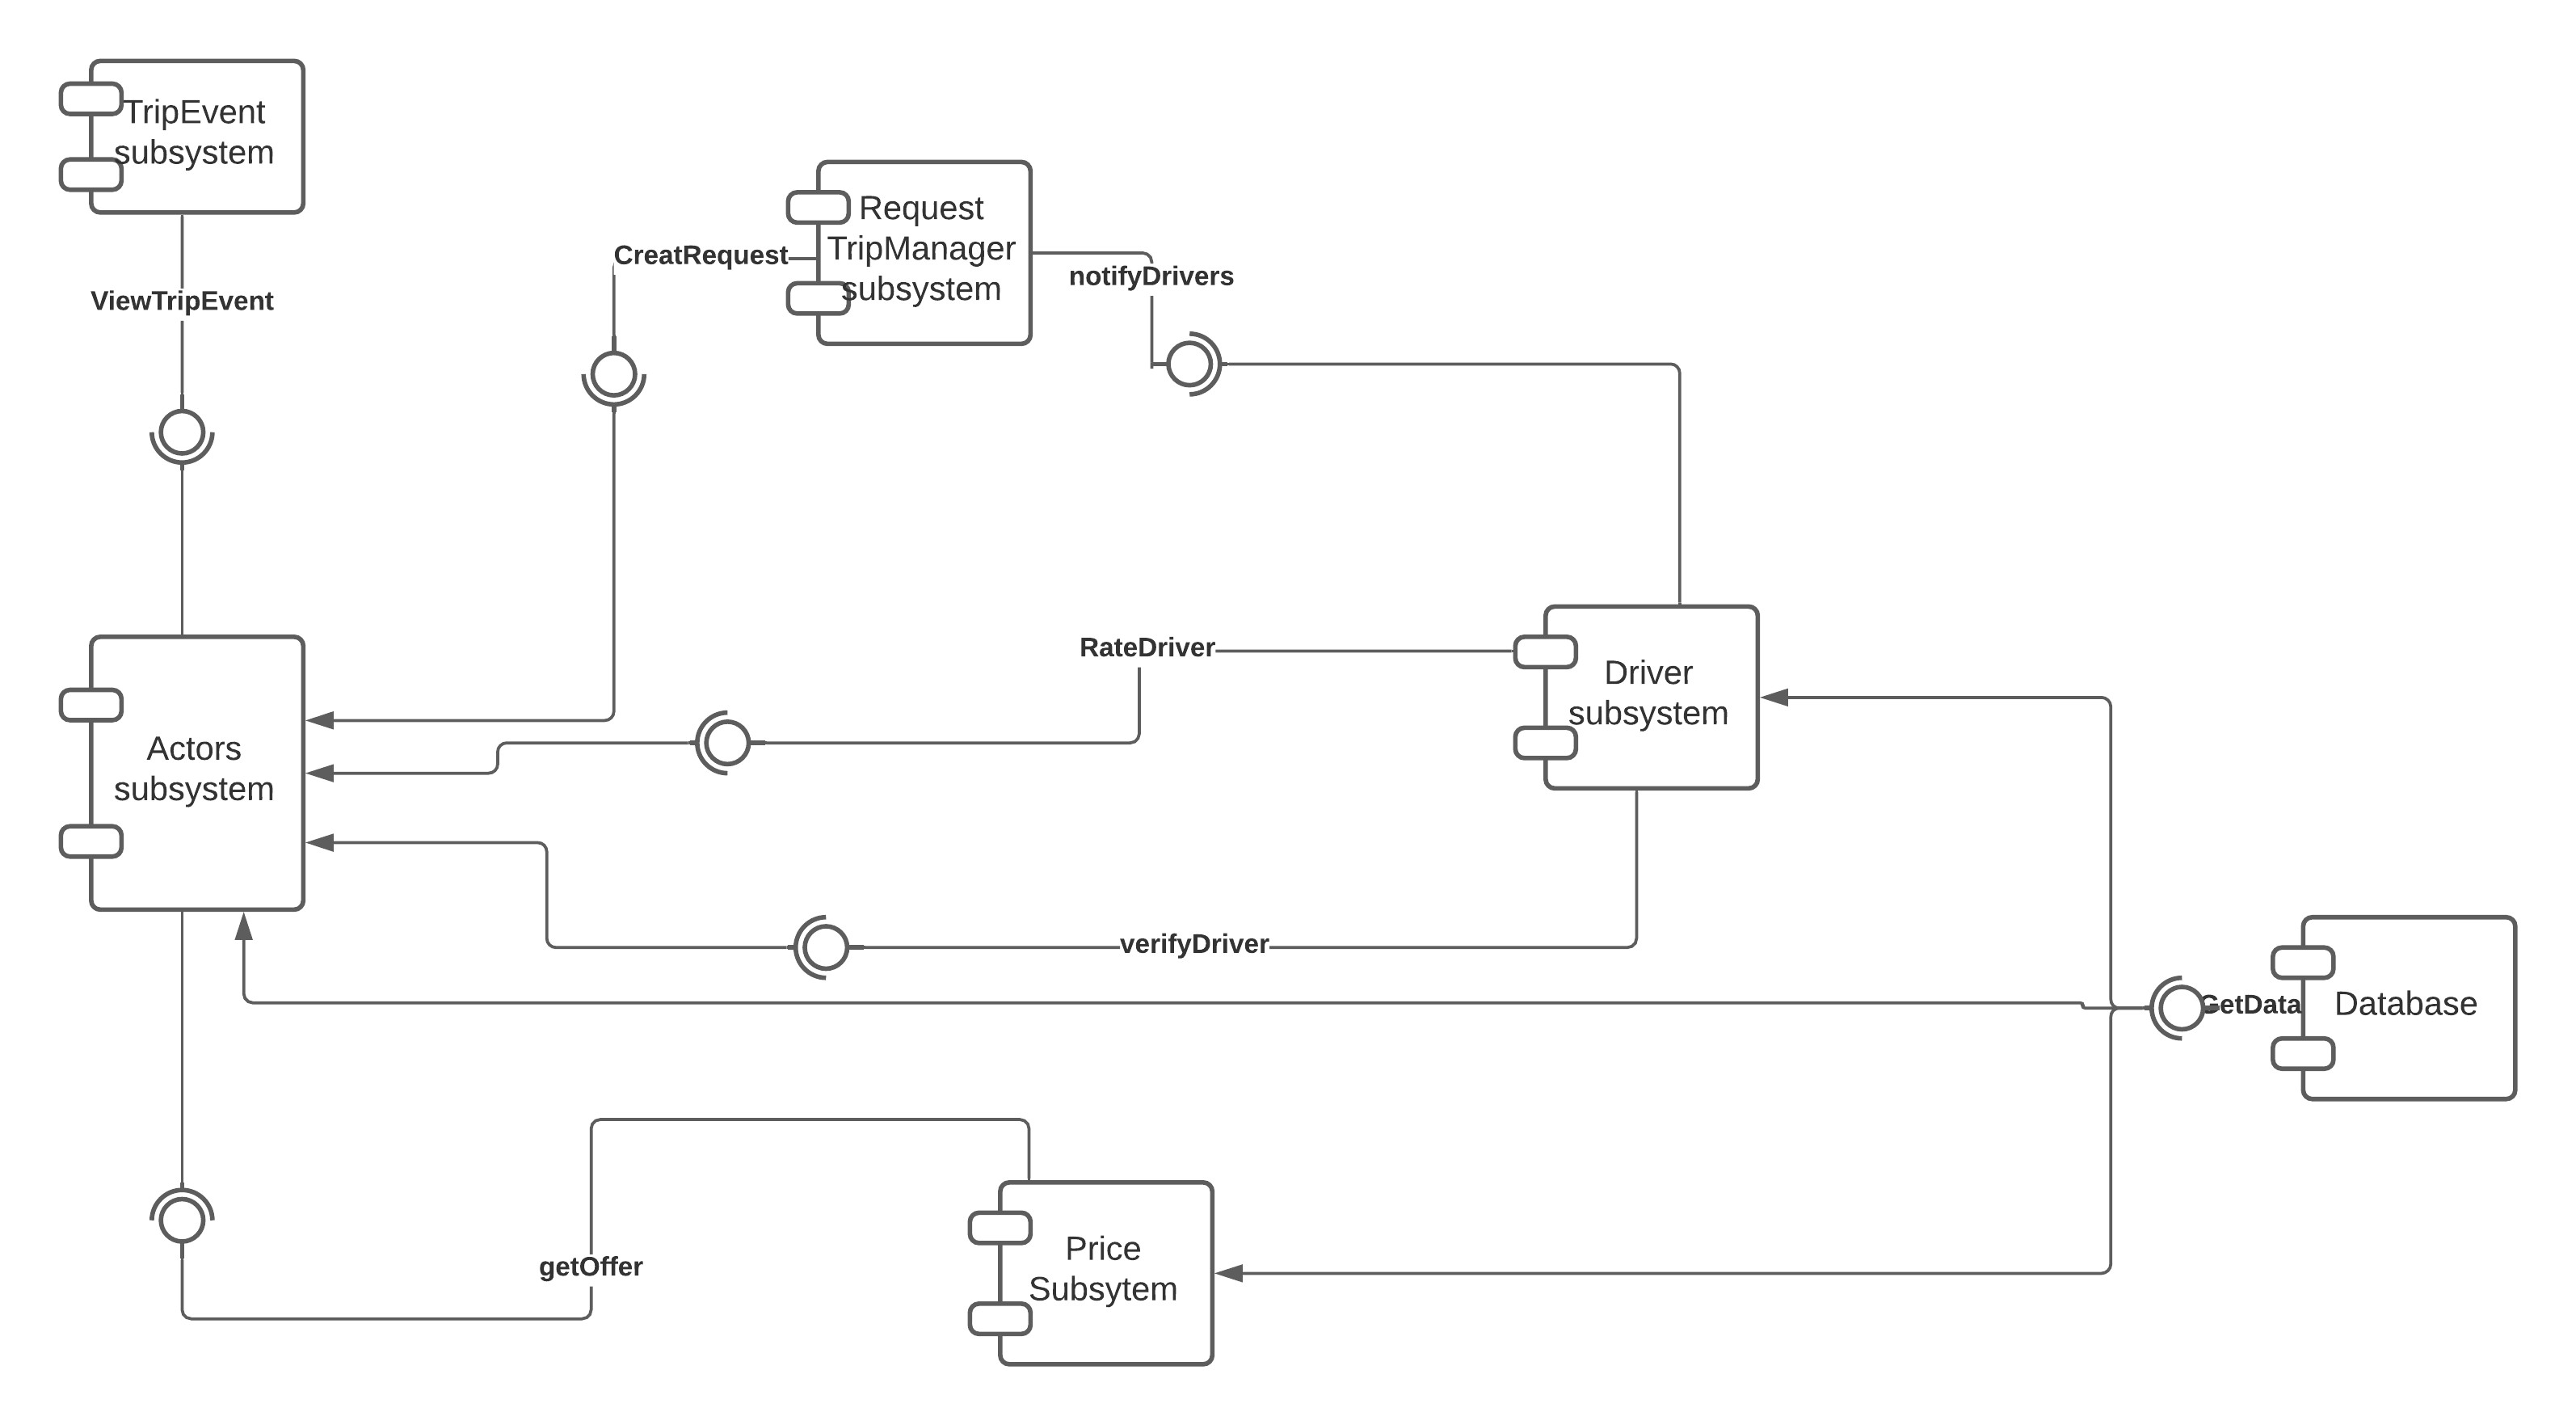 TripEvent
subsystem
Request
TripManager
subsystem
CreatRequest
notifyDrivers
ViewTripEvent
RateDriver
Driver
subsystem
Actors
subsystem
verifyDriver
GetData
Database
Price
Subsytem
getOffer